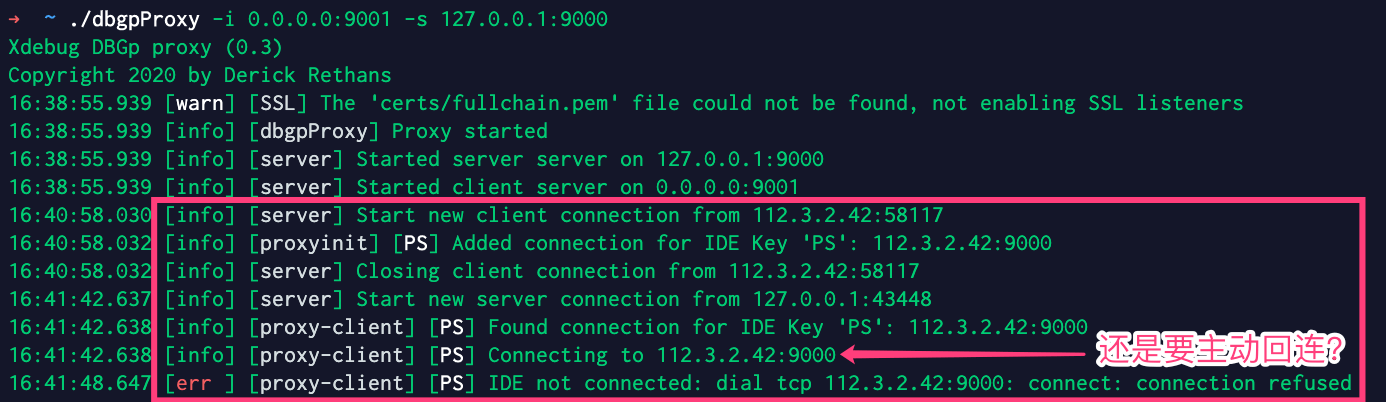 → ~ ./dbgpProxy -i 0.0.0.0:9001 -s 127.0.0.1:9000
Xdebug DBGp proxy (0.3)
Copyright 2020 by Derick Rethans
16:38:55.939 [warn] [SSL] The 'certs/fullchain.pem' file could not be found, not enabling SSL listeners
16:38:55.939 [info] [dbgpProxy] Proxy started
16:38:55.939 [info] [server] Started server server on 127.0.0.1:9000
16:38:55.939 [info] [server] Started client server on 0.0.0.0:9001
16:40:58.030 [info] [server] Start new client connection from 112.3.2.42:58117
16:40:58.032 [info] [proxyinit] [PS] Added connection for IDE Key 'PS': 112.3.2.42:9000
16:40:58.032 [info] [server] Closing client connection from 112.3.2.42:58117
16:41:42.637 [info] [server] Start new server connection from 127.0.0.1:43448
16:41:42.638 [info] [proxy-client] [PS] Found connection for IDE Key 'PS': 112.3.2.42:9000
16:41:42.638 [info] [proxy-client] [PS] Connecting to 112.3.2.42:9000 还是要主动回连?
16:41:48.647 [err ] [proxy-client] [PS] IDE not connected: dial tcp 112.3.2.42:9000: connect: connection refused